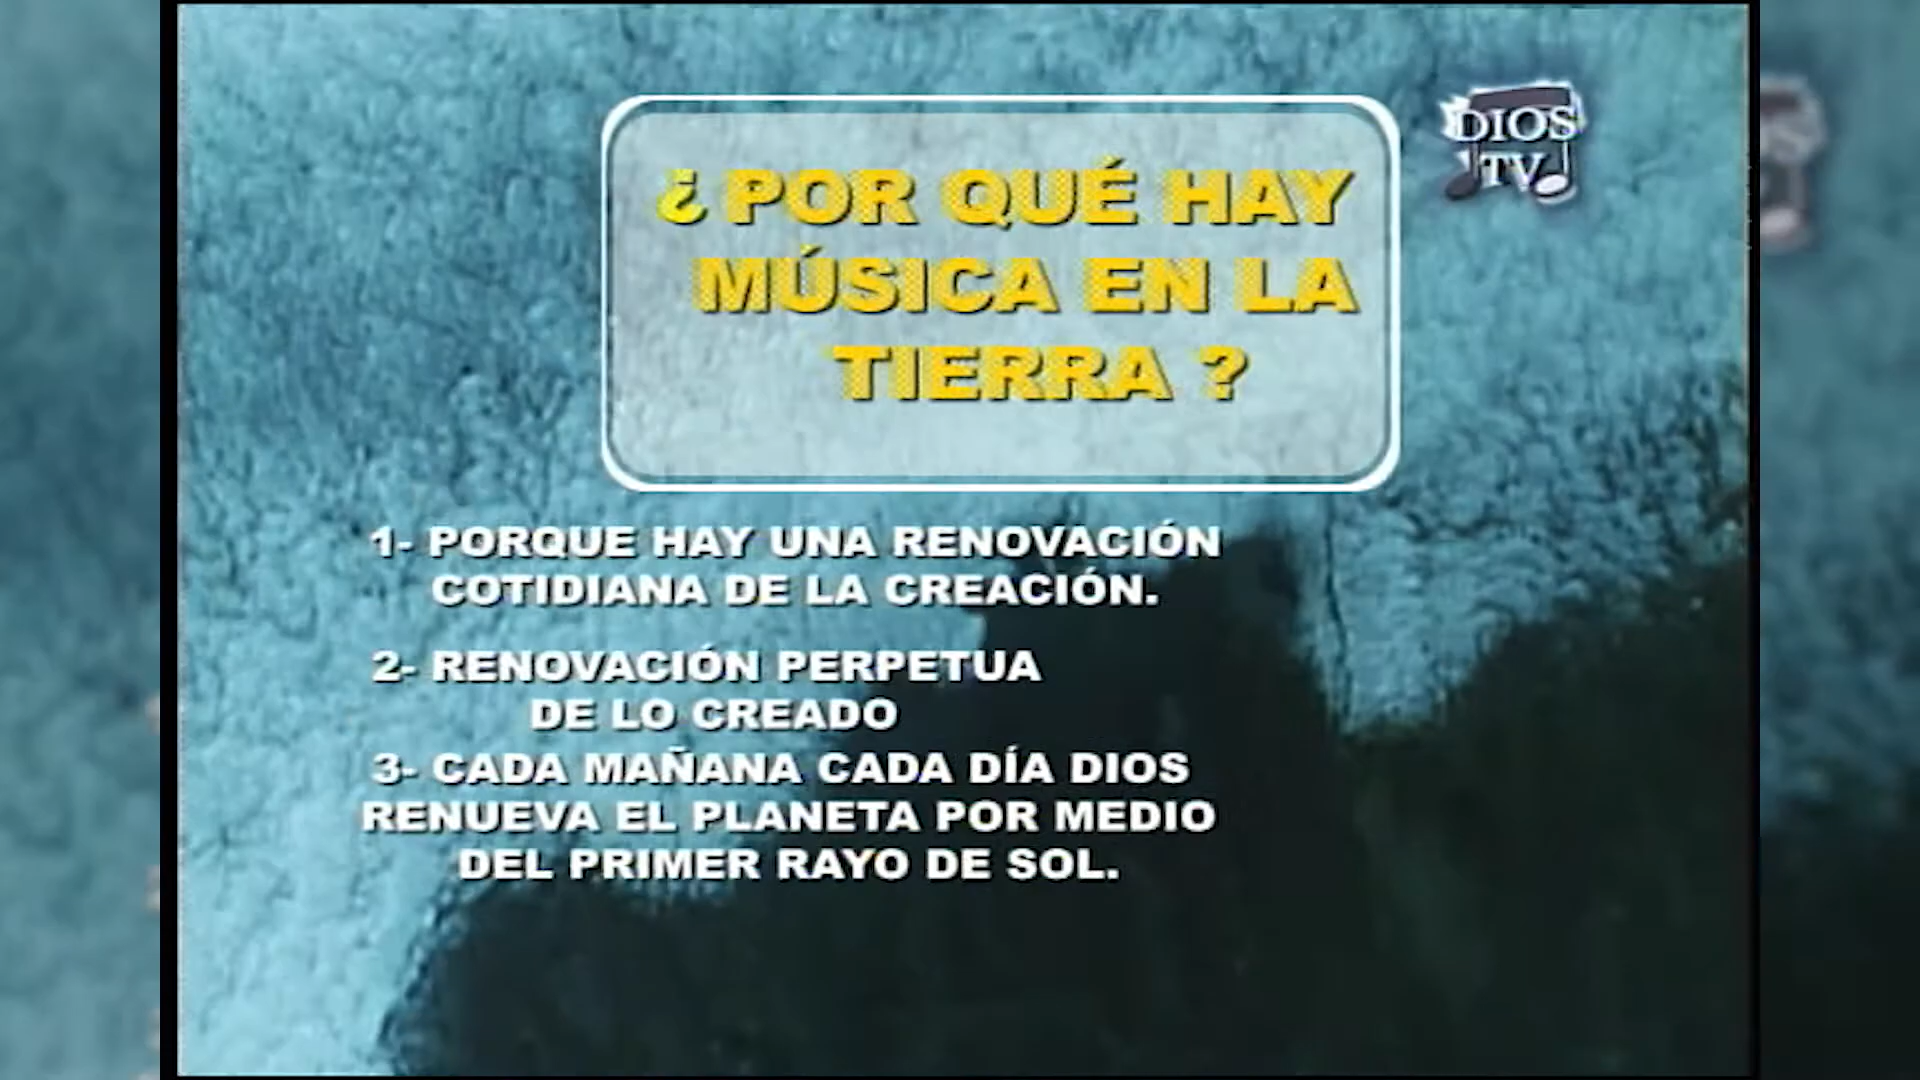 ¿ POR QUÉ HAY
MÚSICA EN LA
TIERRA ?
DIOS
TV
1- PORQUE HAY UNA RENOVACIÓN
COTIDIANA DE LA CREACIÓN.
2- RENOVACIÓN PERPETUA
DE LO CREADO
3- CADA MAÑANA CADA DÍA DIOS
RENUEVA EL PLANETA POR MEDIO
DEL PRIMER RAYO DE SOL.